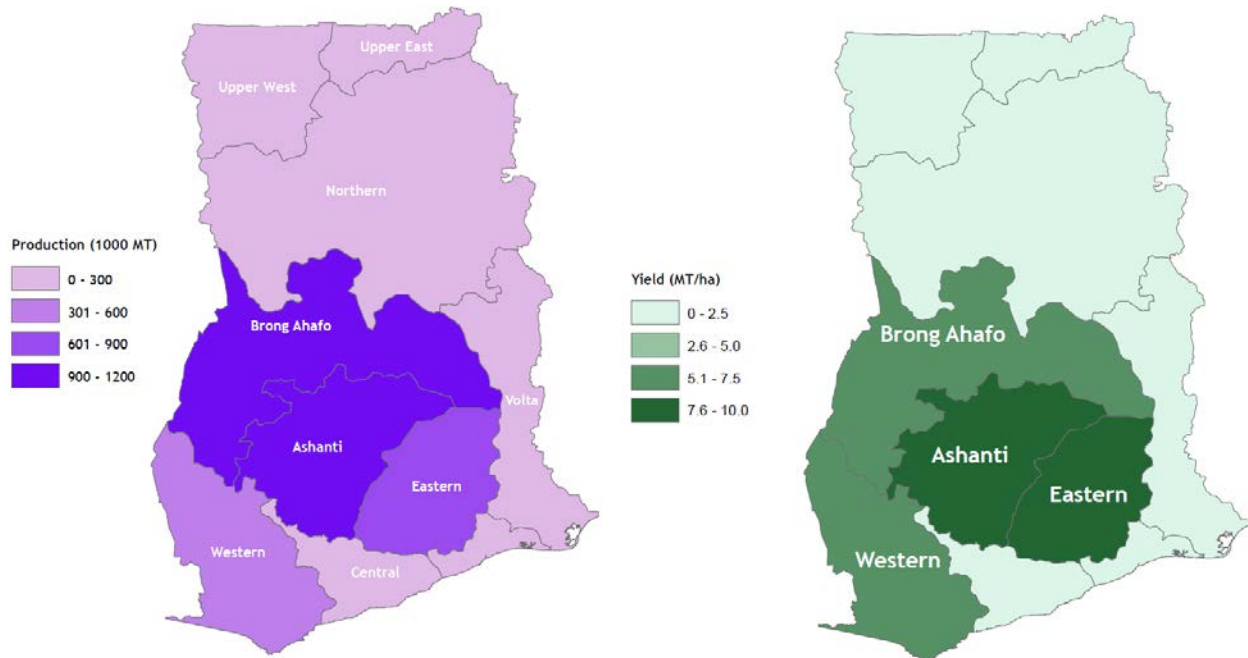 Upper East
Upper West
Northern
Production (1000 MT)
0 - 300
301 - 600
601 - 900
900 - 1200
Brong Ahafo
Volta
Ashanti
Eastern
Western
Central
Yield (MT/ha)
0 - 2.5
2.6 - 5.0
5.1 - 7.5
7.6 - 10.0
Brong Ahafo
Ashanti
Eastern
Western